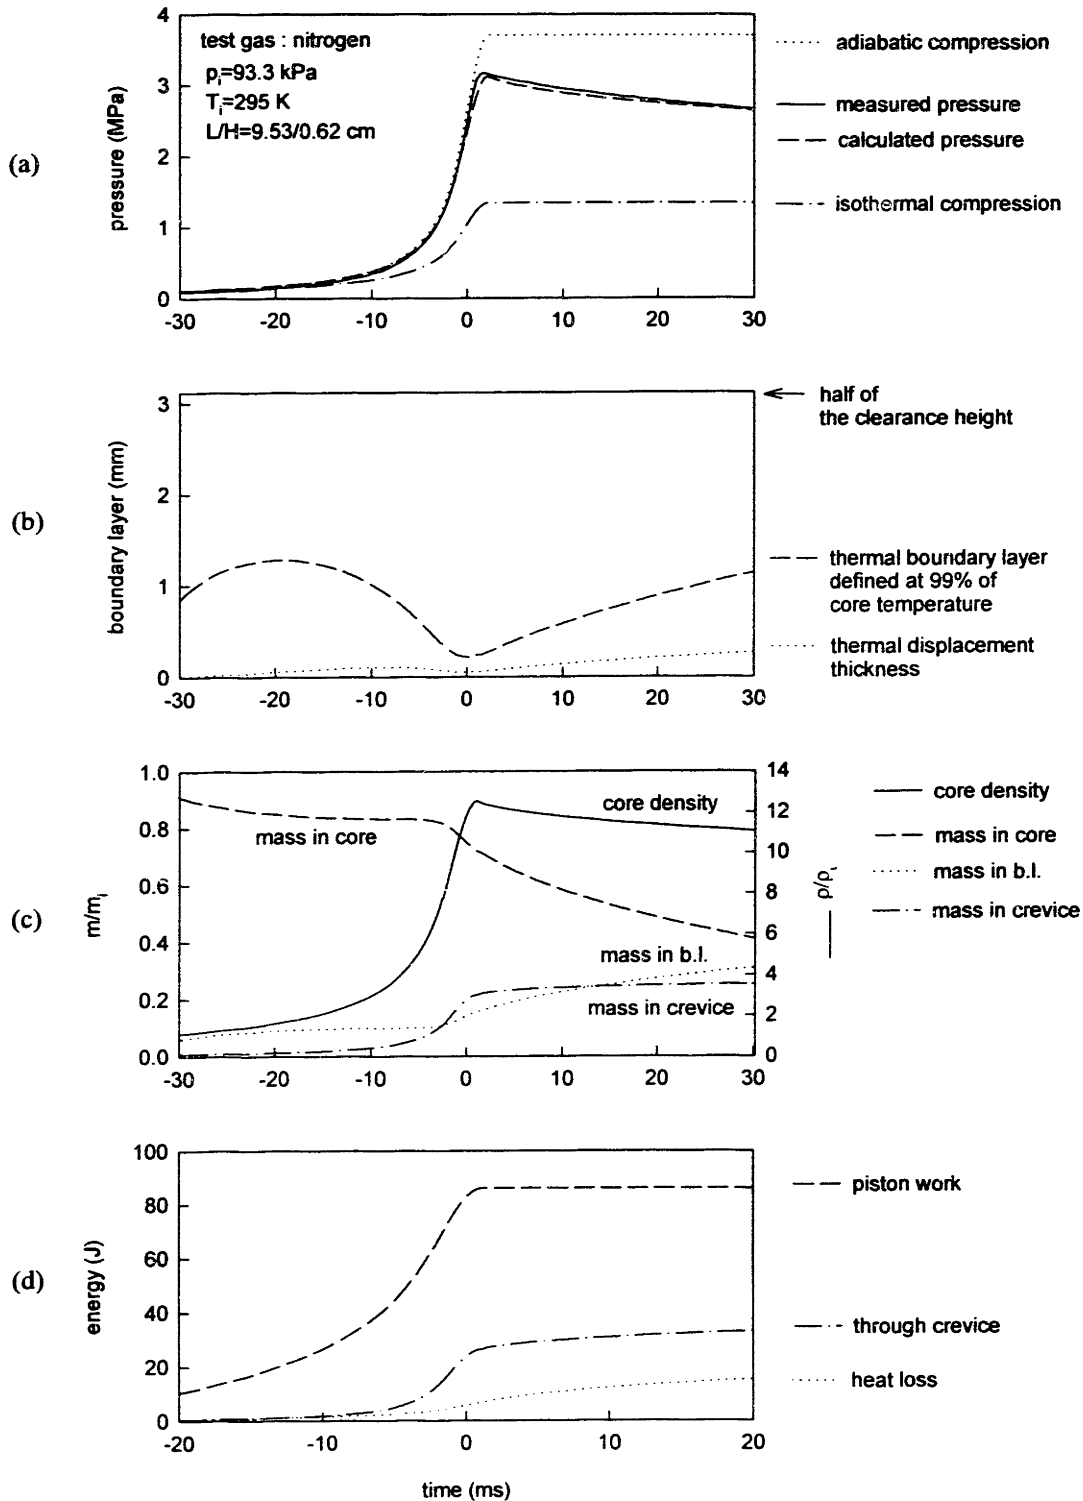 (a)
pressure (MPa)
4
3
2
1
0
test gas : nitrogen
pᵢ=93.3 kPa
Tᵢ=295 K
L/H=9.53/0.62 cm
adiabatic compression
measured pressure
calculated pressure
isothermal compression
-30 -20 -10 0 10 20 30
(b)
boundary layer (mm)
3
2
1
0
half of
the clearance height
thermal boundary layer
defined at 99% of
core temperature
thermal displacement
thickness
-30 -20 -10 0 10 20 30
(c)
m/mᵢ
1.0
0.8
0.6
0.4
0.2
0.0
core density
mass in core
mass in b.l.
mass in crevice
14
12
10
8
6
4
2
0
ρ/ρᵢ
core density
mass in core
mass in b.l.
mass in crevice
-30 -20 -10 0 10 20 30
(d)
energy (J)
100
80
60
40
20
0
piston work
through crevice
heat loss
-20 -10 0 10 20
time (ms)